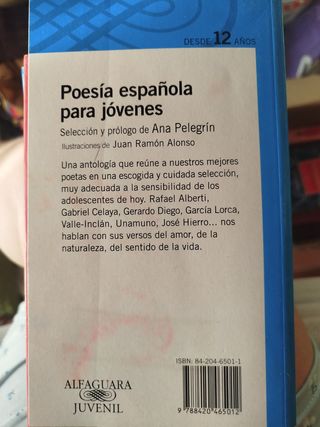 DESDE 12 AÑOS
Poesía española
para jóvenes
Selección y prólogo de Ana Pelegrín
Ilustraciones de Juan Ramón Alonso
Una antología que reúne a nuestros mejores
poetas en una escogida y cuidada selección,
muy adecuada a la sensibilidad de los
adolescentes de hoy. Rafael Alberti,
Gabriel Celaya, Gerardo Diego, García Lorca,
Valle-Inclán, Unamuno, José Hierro... nos
hablan con sus versos del amor, de la
naturaleza, del sentido de la vida.
ISBN: 84-204-6501-1
ALFAGUARA
JUVENIL
9 788420 465012